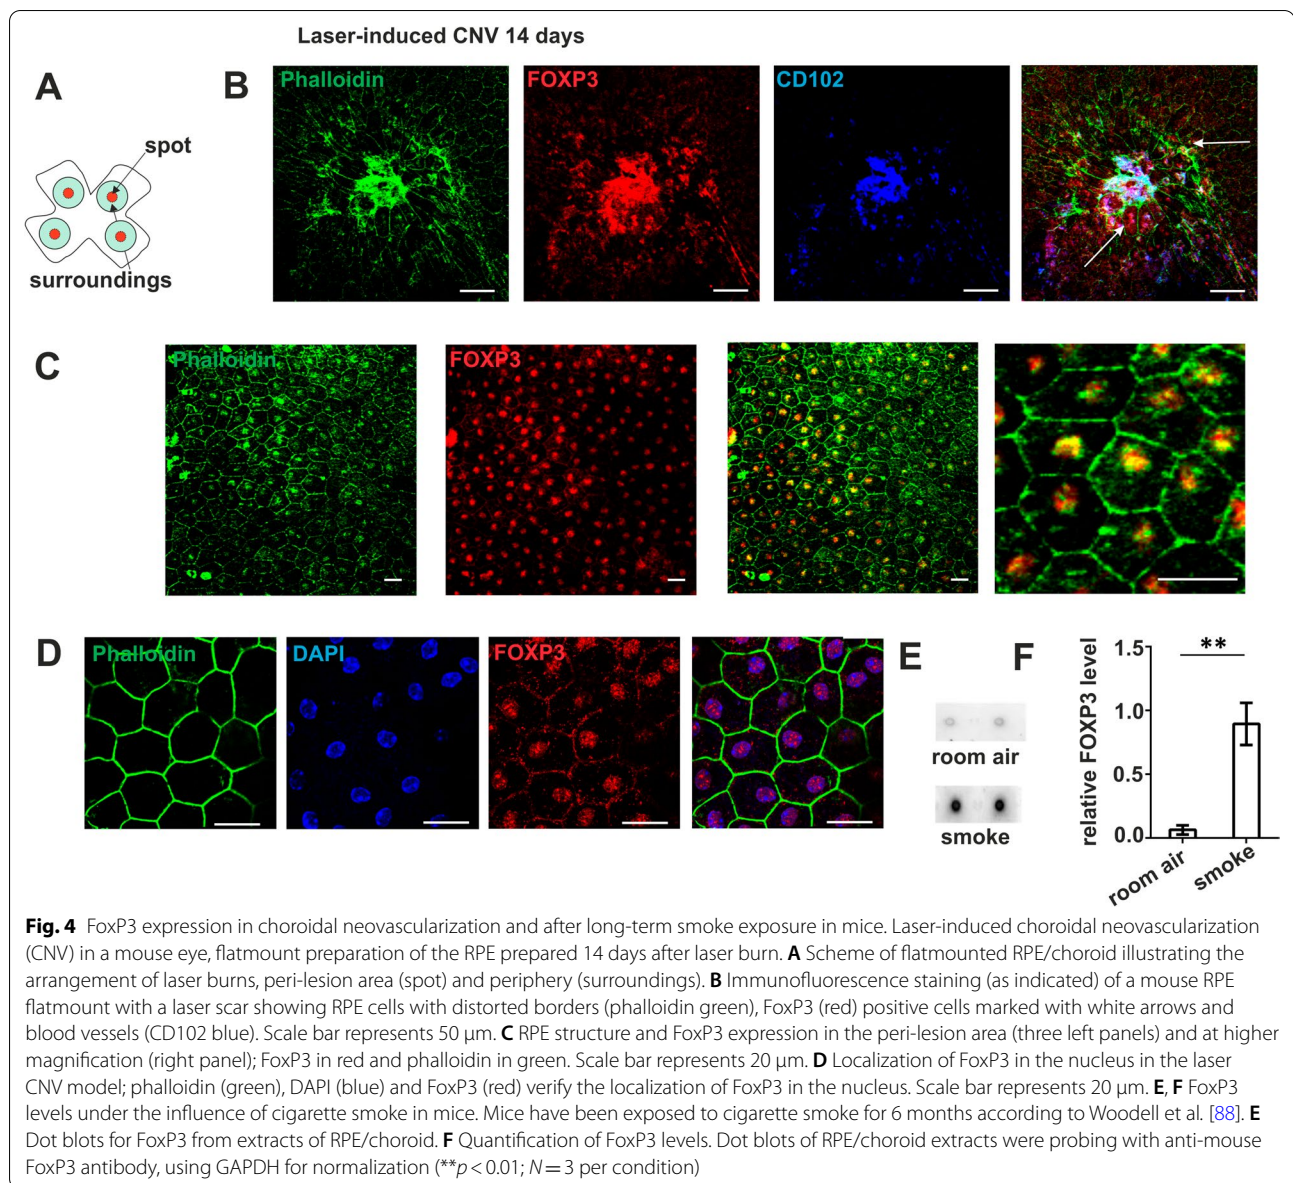 Laser-induced CNV 14 days
A
spot
surroundings
B
Phalloidin
FOXP3
CD102
C
Phalloidin
FOXP3
D
Phalloidin
DAPI
FOXP3
E
room air
smoke
F
relative FOXP3 level
1.5
1.0
0.5
0.0
**
room air
smoke
Fig. 4 FoxP3 expression in choroidal neovascularization and after long-term smoke exposure in mice. Laser-induced choroidal neovascularization
(CNV) in a mouse eye, flatmount preparation of the RPE prepared 14 days after laser burn. A Scheme of flatmounted RPE/choroid illustrating the
arrangement of laser burns, peri-lesion area (spot) and periphery (surroundings). B Immunofluorescence staining (as indicated) of a mouse RPE
flatmount with a laser scar showing RPE cells with distorted borders (phalloidin green), FoxP3 (red) positive cells marked with white arrows and
blood vessels (CD102 blue). Scale bar represents 50 µm. C RPE structure and FoxP3 expression in the peri-lesion area (three left panels) and at higher
magnification (right panel); FoxP3 in red and phalloidin in green. Scale bar represents 20 µm. D Localization of FoxP3 in the nucleus in the laser
CNV model; phalloidin (green), DAPI (blue) and FoxP3 (red) verify the localization of FoxP3 in the nucleus. Scale bar represents 20 µm. E, F FoxP3
levels under the influence of cigarette smoke in mice. Mice have been exposed to cigarette smoke for 6 months according to Woodell et al. [88]. E
Dot blots for FoxP3 from extracts of RPE/choroid. F Quantification of FoxP3 levels. Dot blots of RPE/choroid extracts were probing with anti-mouse
FoxP3 antibody, using GAPDH for normalization (**p < 0.01; N = 3 per condition)